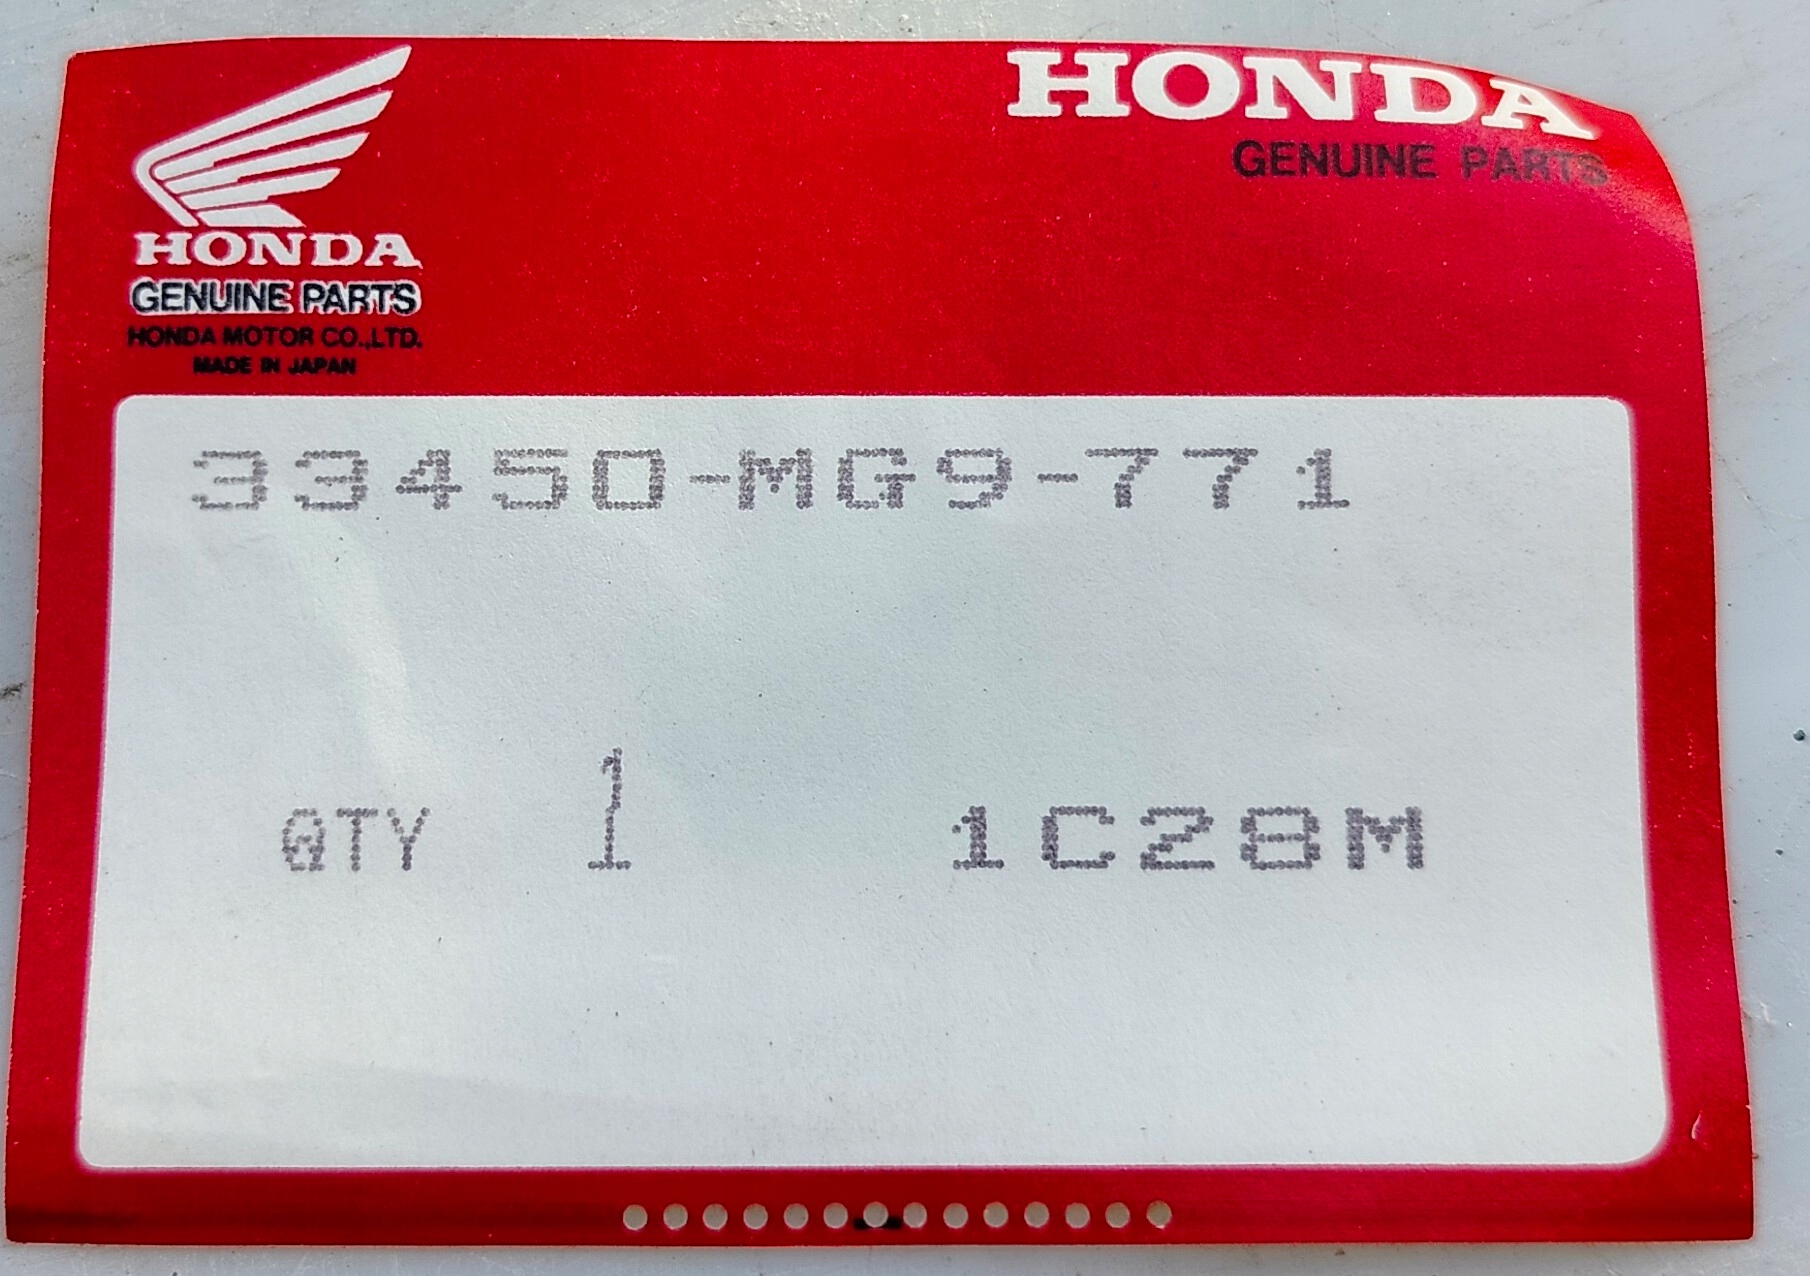 HONDA
GENUINE PARTS
HONDA
GENUINE PARTS
HONDA MOTOR CO.,LTD.
MADE IN JAPAN
33450-MG9-771
QTY 1 1C28M